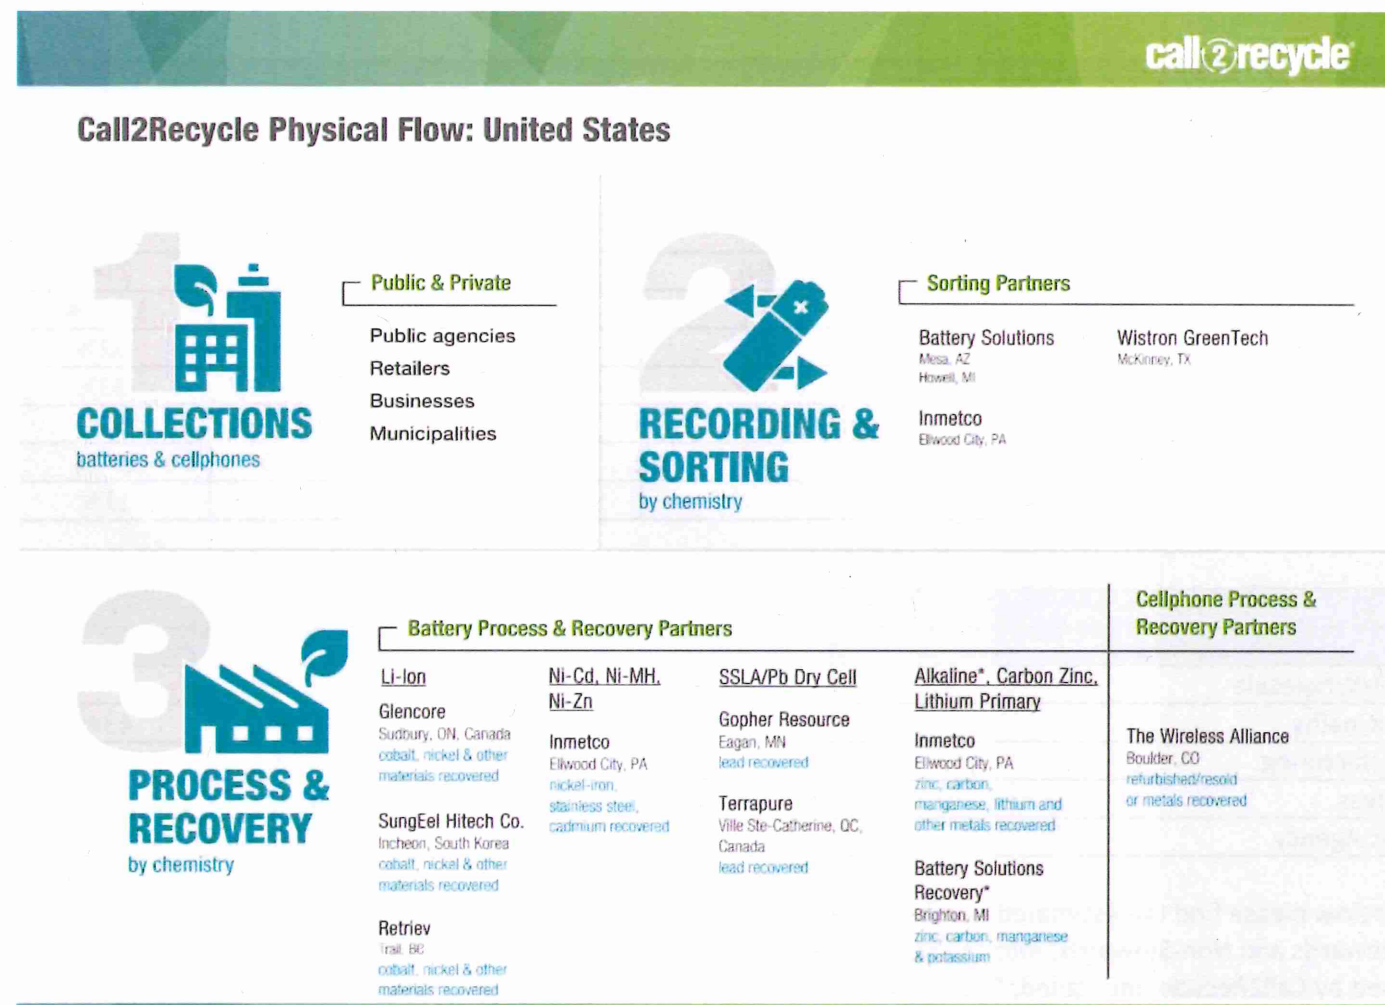 call2recycle
Call2Recycle Physical Flow: United States
1
COLLECTIONS
batteries & cellphones
Public & Private
Public agencies
Retailers
Businesses
Municipalities
2
RECORDING &
SORTING
by chemistry
Sorting Partners
Battery Solutions
Mesa, AZ
Howell, MI
Inmetco
Ellwood City, PA
Wistron GreenTech
McKinney, TX
3
PROCESS &
RECOVERY
by chemistry
Battery Process & Recovery Partners
Li-Ion
Glencore
Sudbury, ON, Canada
cobalt, nickel & other
materials recovered
SungEel Hitech Co.
Incheon, South Korea
cobalt, nickel & other
materials recovered
Retriev
Trail, BC
cobalt, nickel & other
materials recovered
Ni-Cd, Ni-MH,
Ni-Zn
Inmetco
Ellwood City, PA
nickel-iron,
stainless steel,
cadmium recovered
SSLA/Pb Dry Cell
Gopher Resource
Eagan, MN
lead recovered
Terrapure
Ville Ste-Catherine, QC,
Canada
lead recovered
Alkaline*, Carbon Zinc,
Lithium Primary
Inmetco
Ellwood City, PA
zinc, carbon,
manganese, lithium and
other metals recovered
Battery Solutions
Recovery*
Brighton, MI
zinc, carbon, manganese
& potassium
Cellphone Process &
Recovery Partners
The Wireless Alliance
Boulder, CO
refurbished/resold
or metals recovered